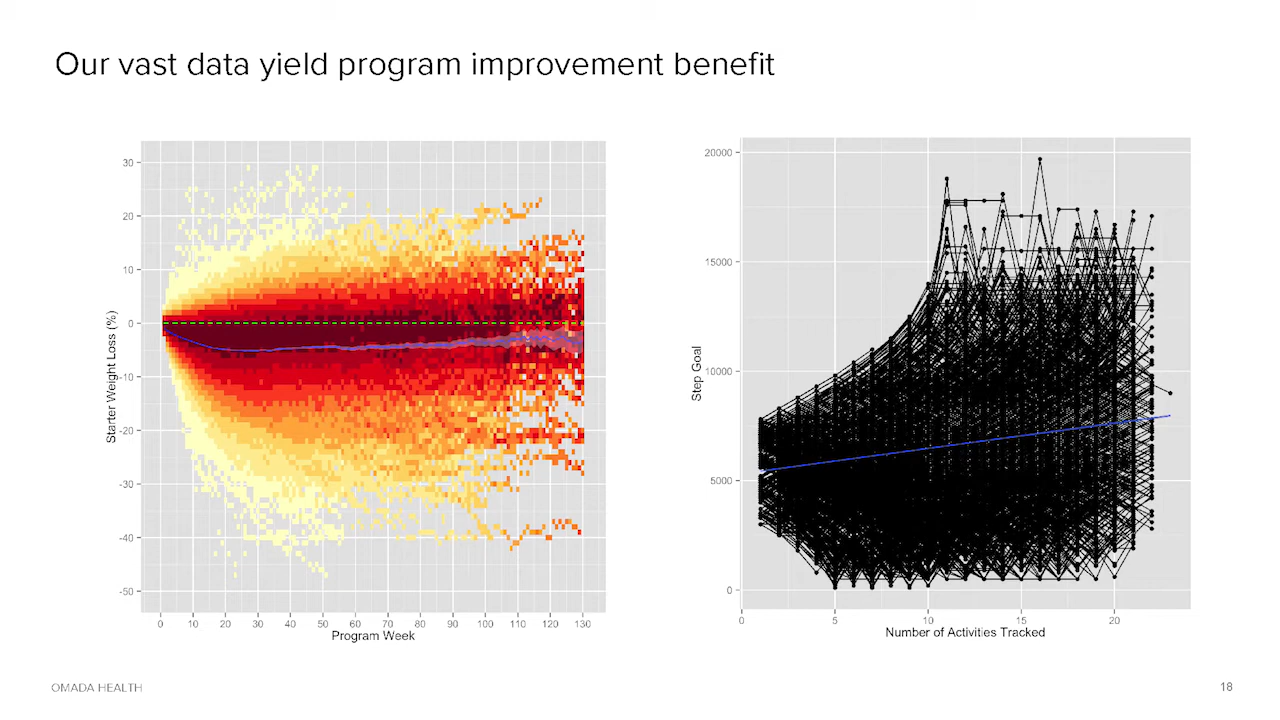 Our vast data yield program improvement benefit
30
20
10
0
-10
-20
-30
-40
-50
Starter Weight Loss (%)
0 10 20 30 40 50 60 70 80 90 100 110 120 130
Program Week
20000
15000
10000
5000
0
Step Goal
0 5 10 15 20
Number of Activities Tracked
OMADA HEALTH
18